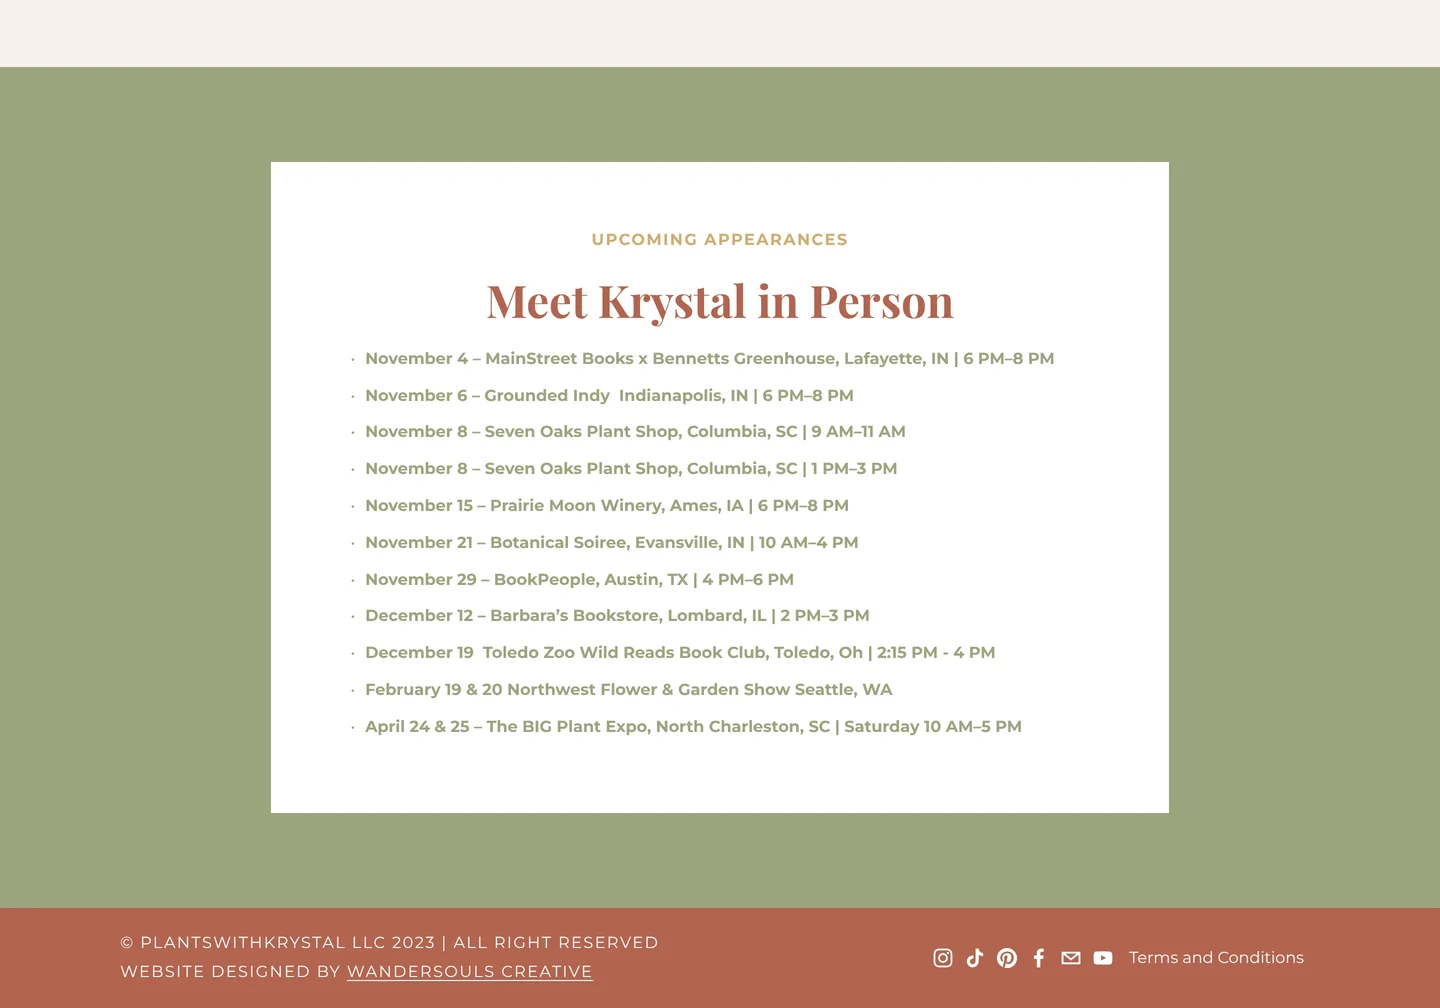 UPCOMING APPEARANCES
Meet Krystal in Person
· November 4 – MainStreet Books x Bennetts Greenhouse, Lafayette, IN | 6 PM–8 PM
· November 6 – Grounded Indy  Indianapolis, IN | 6 PM–8 PM
· November 8 – Seven Oaks Plant Shop, Columbia, SC | 9 AM–11 AM
· November 8 – Seven Oaks Plant Shop, Columbia, SC | 1 PM–3 PM
· November 15 – Prairie Moon Winery, Ames, IA | 6 PM–8 PM
· November 21 – Botanical Soiree, Evansville, IN | 10 AM–4 PM
· November 29 – BookPeople, Austin, TX | 4 PM–6 PM
· December 12 – Barbara’s Bookstore, Lombard, IL | 2 PM–3 PM
· December 19  Toledo Zoo Wild Reads Book Club, Toledo, Oh | 2:15 PM - 4 PM
· February 19 & 20 Northwest Flower & Garden Show Seattle, WA
· April 24 & 25 – The BIG Plant Expo, North Charleston, SC | Saturday 10 AM–5 PM
© PLANTSWITHKRYSTAL LLC 2023 | ALL RIGHT RESERVED
WEBSITE DESIGNED BY WANDERSOULS CREATIVE
Terms and Conditions